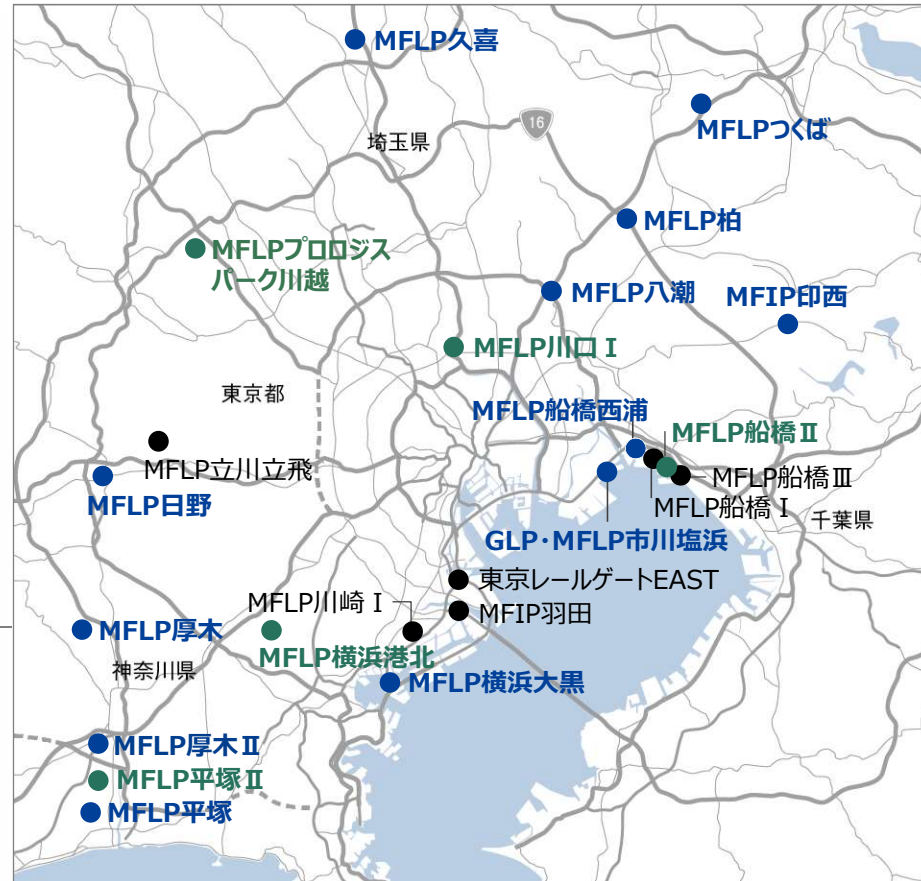 MFLP久喜
16
MFLPつくば
埼玉県
MFLP柏
MFLPプロロジス
パーク川越
MFLP八潮
MFIP印西
MFLP川口Ⅰ
東京都
MFLP船橋西浦
MFLP船橋Ⅱ
MFLP立川立飛
MFLP船橋Ⅲ
MFLP日野
MFLP船橋Ⅰ
千葉県
GLP・MFLP市川塩浜
東京レールゲートEAST
MFLP川崎Ⅰ
MFIP羽田
MFLP厚木
MFLP横浜港北
神奈川県
MFLP横浜大黒
MFLP厚木Ⅱ
MFLP平塚Ⅱ
MFLP平塚